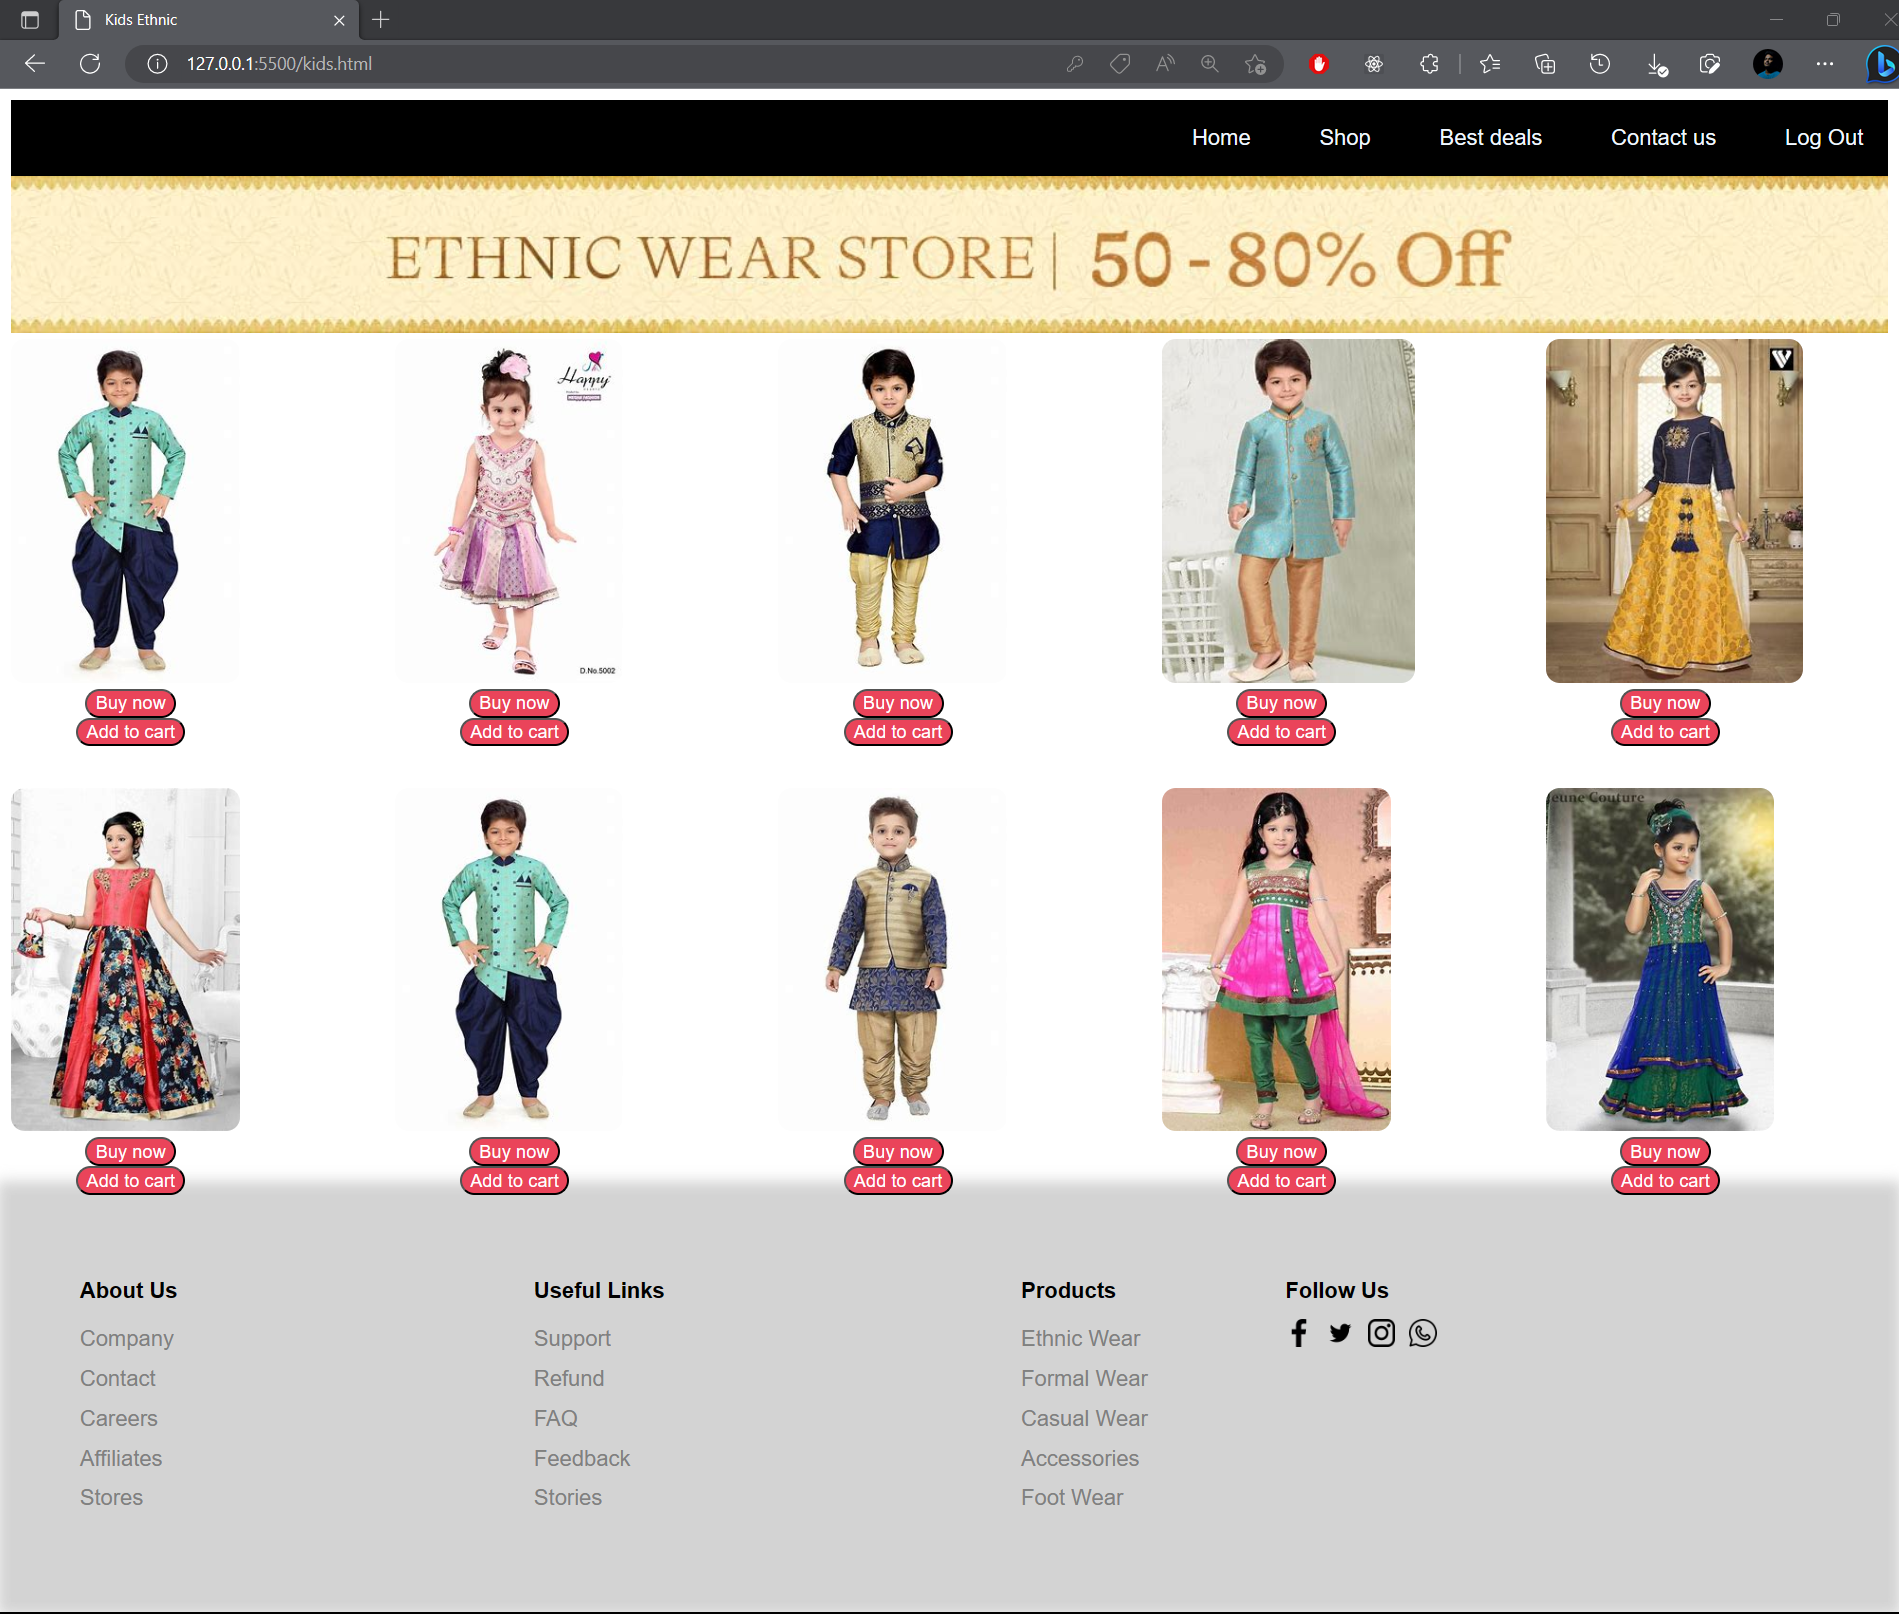 Kids Ethnic
127.0.0.1:5500/kids.html
Home Shop Best deals Contact us Log Out
ETHNIC WEAR STORE | 50 - 80% Off
Happy
D.No.5002
Buy now Buy now Buy now Buy now Buy now
Add to cart Add to cart Add to cart Add to cart Add to cart
eune Couture
Buy now Buy now Buy now Buy now Buy now
Add to cart Add to cart Add to cart Add to cart Add to cart
About Us Useful Links Products Follow Us
Company Support Ethnic Wear
Contact Refund Formal Wear
Careers FAQ Casual Wear
Affiliates Feedback Accessories
Stores Stories Foot Wear